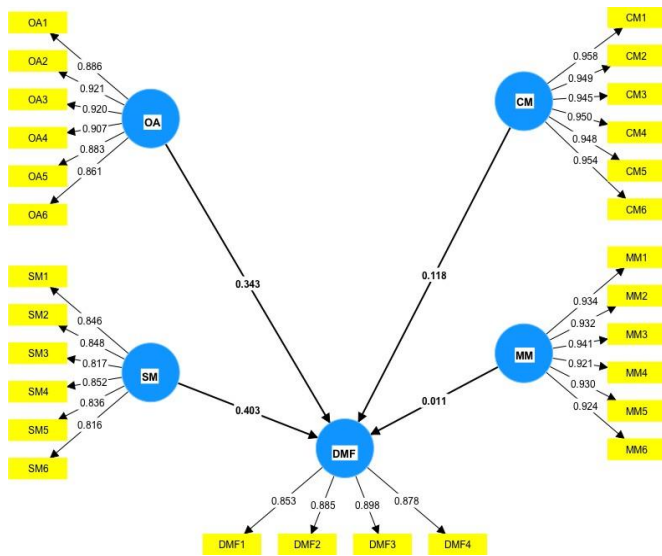 OA1
OA2
OA3
OA4
OA5
OA6
0.886
0.921
0.920
0.907
0.883
0.861
OA
CM1
CM2
CM3
CM4
CM5
CM6
0.958
0.949
0.945
0.950
0.948
0.954
CM
0.343
0.118
SM1
SM2
SM3
SM4
SM5
SM6
0.846
0.848
0.817
0.852
0.836
0.816
SM
0.403
MM1
MM2
MM3
MM4
MM5
MM6
0.934
0.932
0.941
0.921
0.930
0.924
MM
0.011
DMF
0.853
0.885
0.898
0.878
DMF1
DMF2
DMF3
DMF4